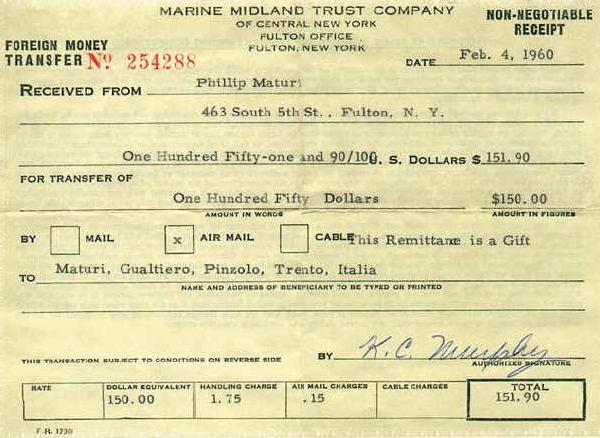 MARINE MIDLAND TRUST COMPANY
OF CENTRAL NEW YORK
FULTON OFFICE
FULTON, NEW YORK
NON-NEGOTIABLE
RECEIPT
FOREIGN MONEY
TRANSFER No 254288
DATE Feb. 4, 1960
RECEIVED FROM Phillip Maturi
463 South 5th St., Fulton, N. Y.
One Hundred Fifty-one and 90/100 U. S. DOLLARS $ 151.90
FOR TRANSFER OF
One Hundred Fifty Dollars $150.00
AMOUNT IN WORDS AMOUNT IN FIGURES
BY MAIL x AIR MAIL CABLE This Remittance is a Gift
TO Maturi, Gualtiero, Pinzolo, Trento, Italia
NAME AND ADDRESS OF BENEFICIARY TO BE TYPED OR PRINTED
THIS TRANSACTION SUBJECT TO CONDITIONS ON REVERSE SIDE BY K. C. Murphy
AUTHORIZED SIGNATURE
RATE DOLLAR EQUIVALENT HANDLING CHARGE AIR MAIL CHARGES CABLE CHARGES TOTAL
150.00 1.75 .15 151.90
F.R. 1730